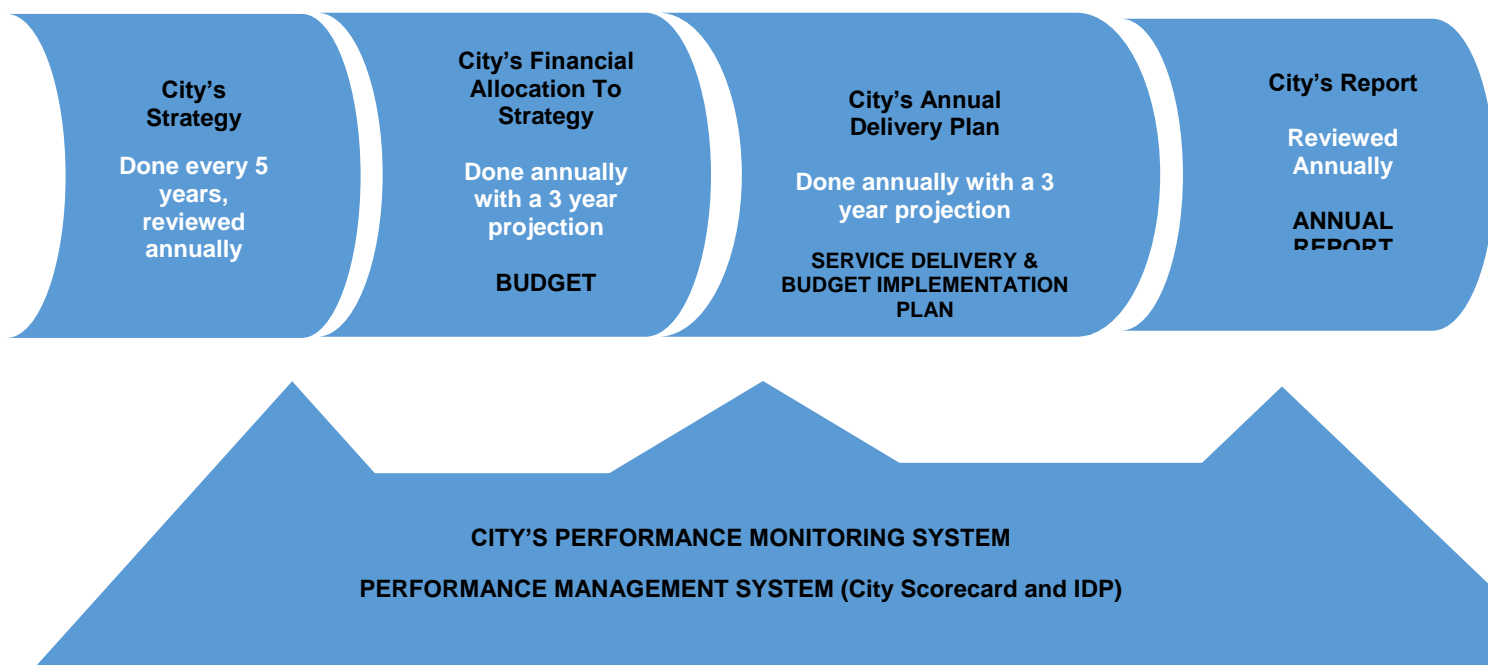 City's
Strategy
Done every 5
years,
reviewed
annually
City's Financial
Allocation To
Strategy
Done annually
with a 3 year
projection
BUDGET
City's Annual
Delivery Plan
Done annually with a 3
year projection
SERVICE DELIVERY &
BUDGET IMPLEMENTATION
PLAN
City's Report
Reviewed
Annually
ANNUAL
REPORT
CITY'S PERFORMANCE MONITORING SYSTEM
PERFORMANCE MANAGEMENT SYSTEM (City Scorecard and IDP)